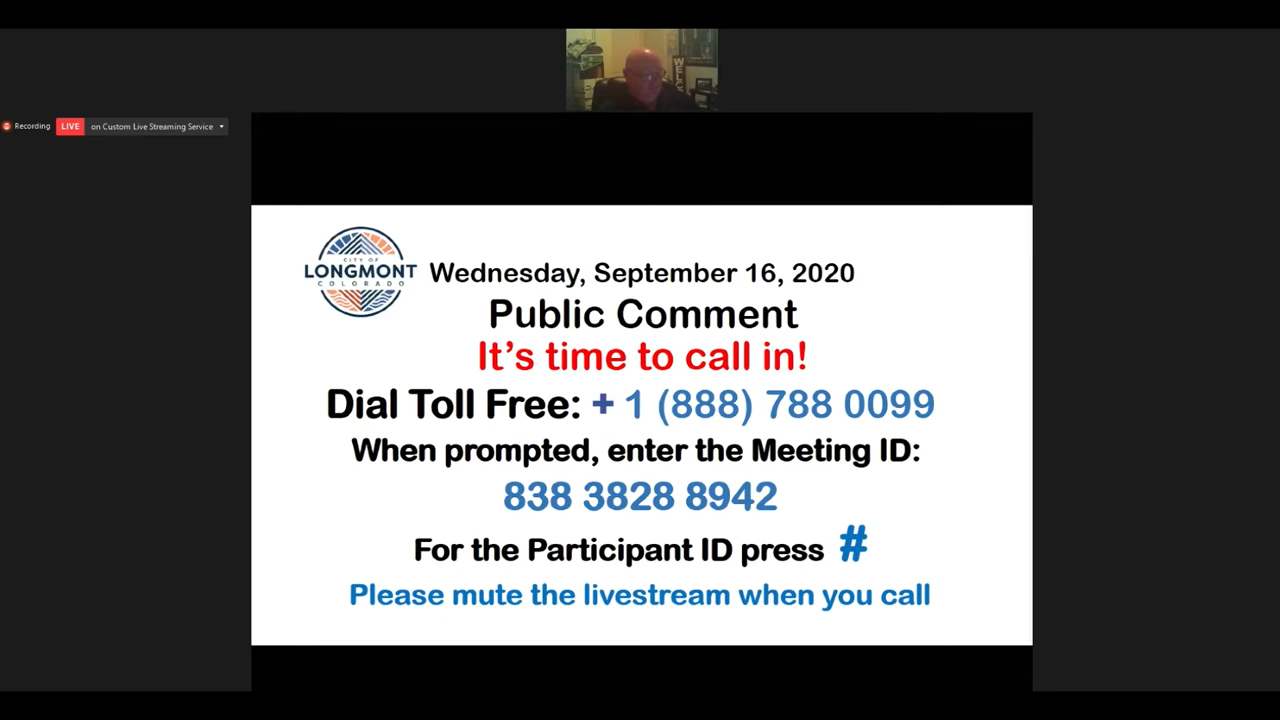 Recording
LIVE
on Custom Live Streaming Service
CITY OF
LONGMONT
COLORADO
Wednesday, September 16, 2020
Public Comment
It's time to call in!
Dial Toll Free: + 1 (888) 788 0099
When prompted, enter the Meeting ID:
838 3828 8942
For the Participant ID press #
Please mute the livestream when you call